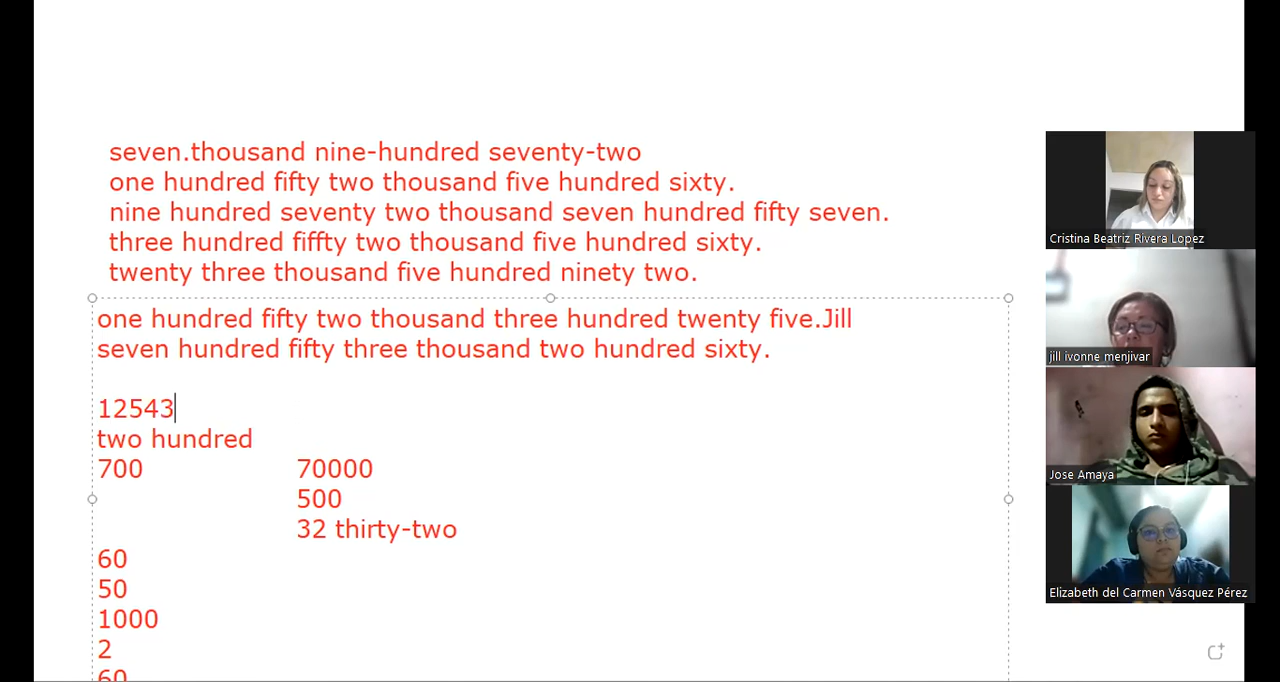 seven.thousand nine-hundred seventy-two
one hundred fifty two thousand five hundred sixty.
nine hundred seventy two thousand seven hundred fifty seven.
three hundred fiffty two thousand five hundred sixty.
twenty three thousand five hundred ninety two.
one hundred fifty two thousand three hundred twenty five.Jill
seven hundred fifty three thousand two hundred sixty.
12543
two hundred
700 70000
500
32 thirty-two
60
50
1000
2
60
Cristina Beatriz Rivera Lopez
jill ivonne menjivar
Jose Amaya
Elizabeth del Carmen Vásquez Pérez